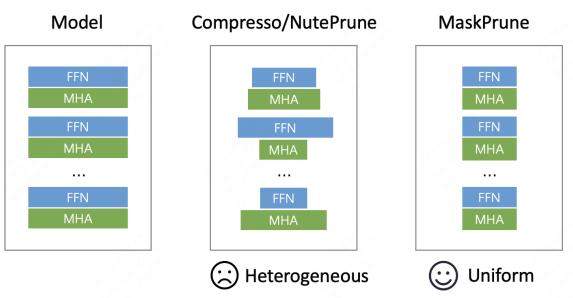 Model
FFN
MHA
FFN
MHA
...
FFN
MHA
Compresso/NutePrune
FFN
MHA
FFN
MHA
...
FFN
MHA
Heterogeneous
MaskPrune
FFN
MHA
FFN
MHA
...
FFN
MHA
Uniform